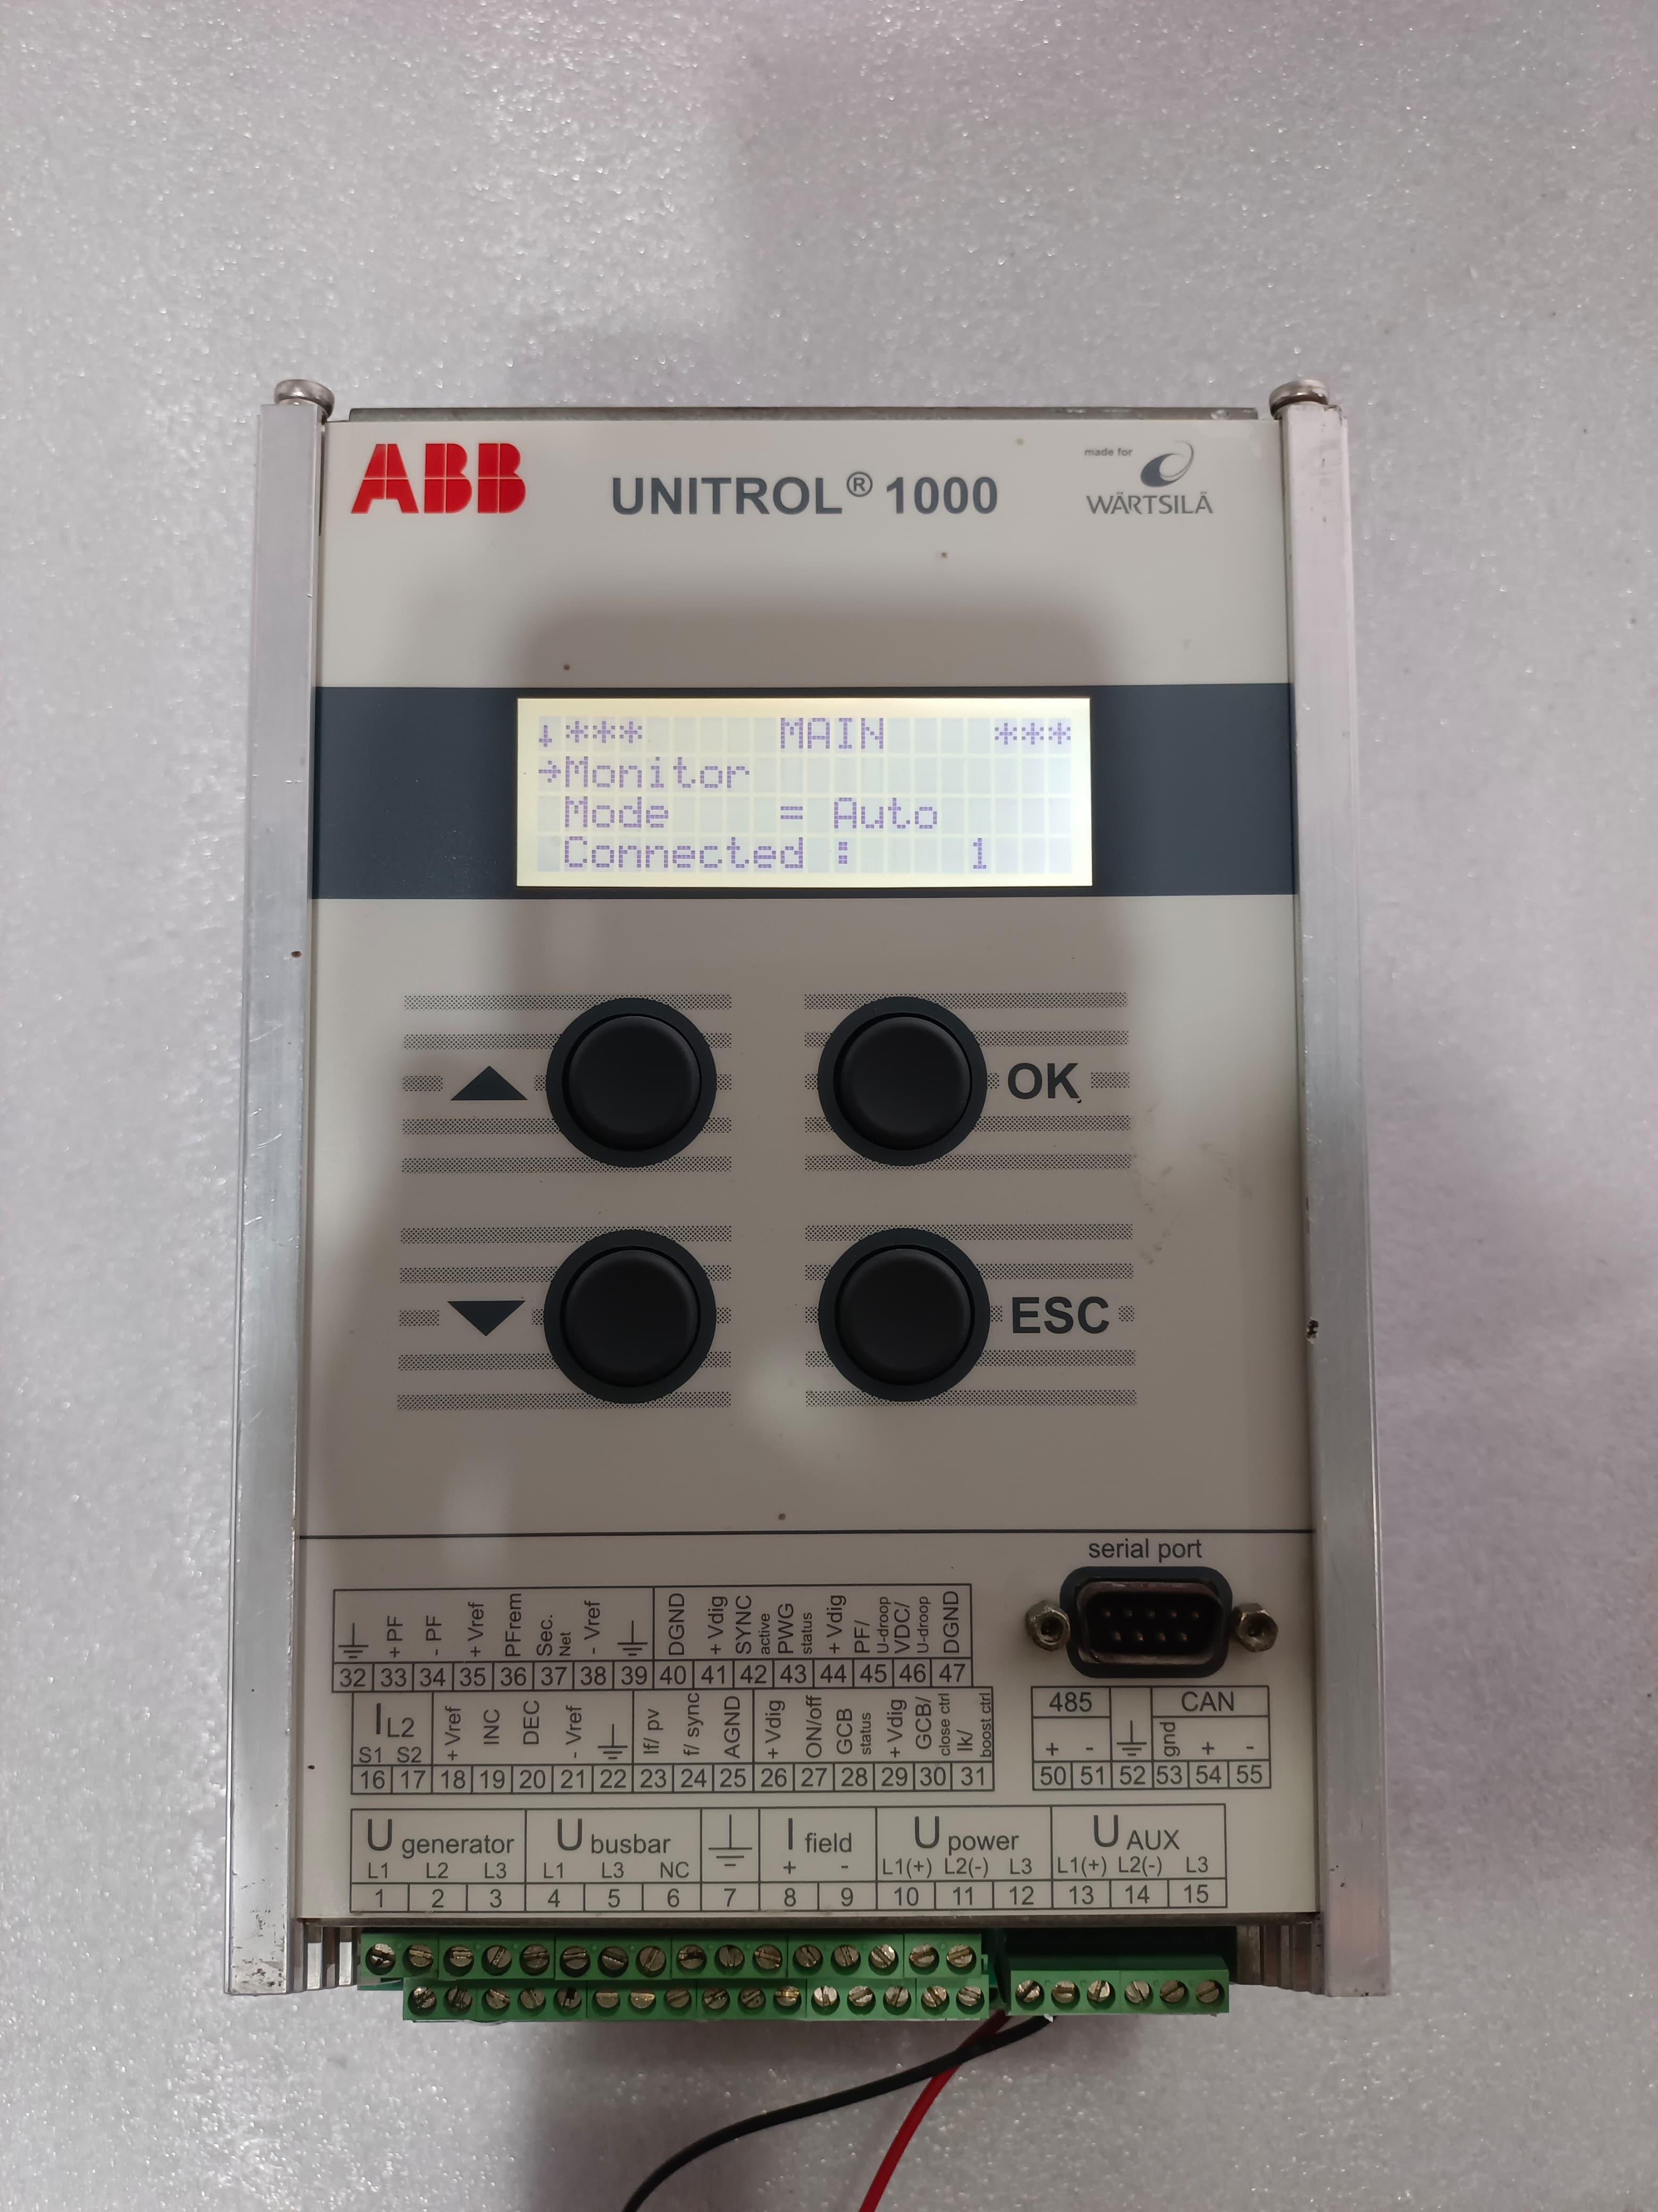 ABB
UNITROL® 1000
made for
WÄRTSILÄ
↓*** MAIN ***
→Monitor
Mode = Auto
Connected : 1
OK
ESC
serial port
+PF
- PF
+ Vref
PFrem
Sec. Net
- Vref
DGND
+ Vdig
SYNC active
PWG status
+ Vdig
PF/ U-droop
VDC/ U-droop
DGND
32 33 34 35 36 37 38 39 40 41 42 43 44 45 46 47
I L2
S1 S2
+ Vref
INC
DEC
- Vref
If/ pv
f/ sync
AGND
+ Vdig
ON/off
GCB status
+ Vdig
GCB/ close ctrl
Ik/ boost ctrl
16 17 18 19 20 21 22 23 24 25 26 27 28 29 30 31
485 CAN
+ - gnd + -
50 51 52 53 54 55
U generator U busbar I field U power U AUX
L1 L2 L3 L1 L3 NC + - L1(+) L2(-) L3 L1(+) L2(-) L3
1 2 3 4 5 6 7 8 9 10 11 12 13 14 15